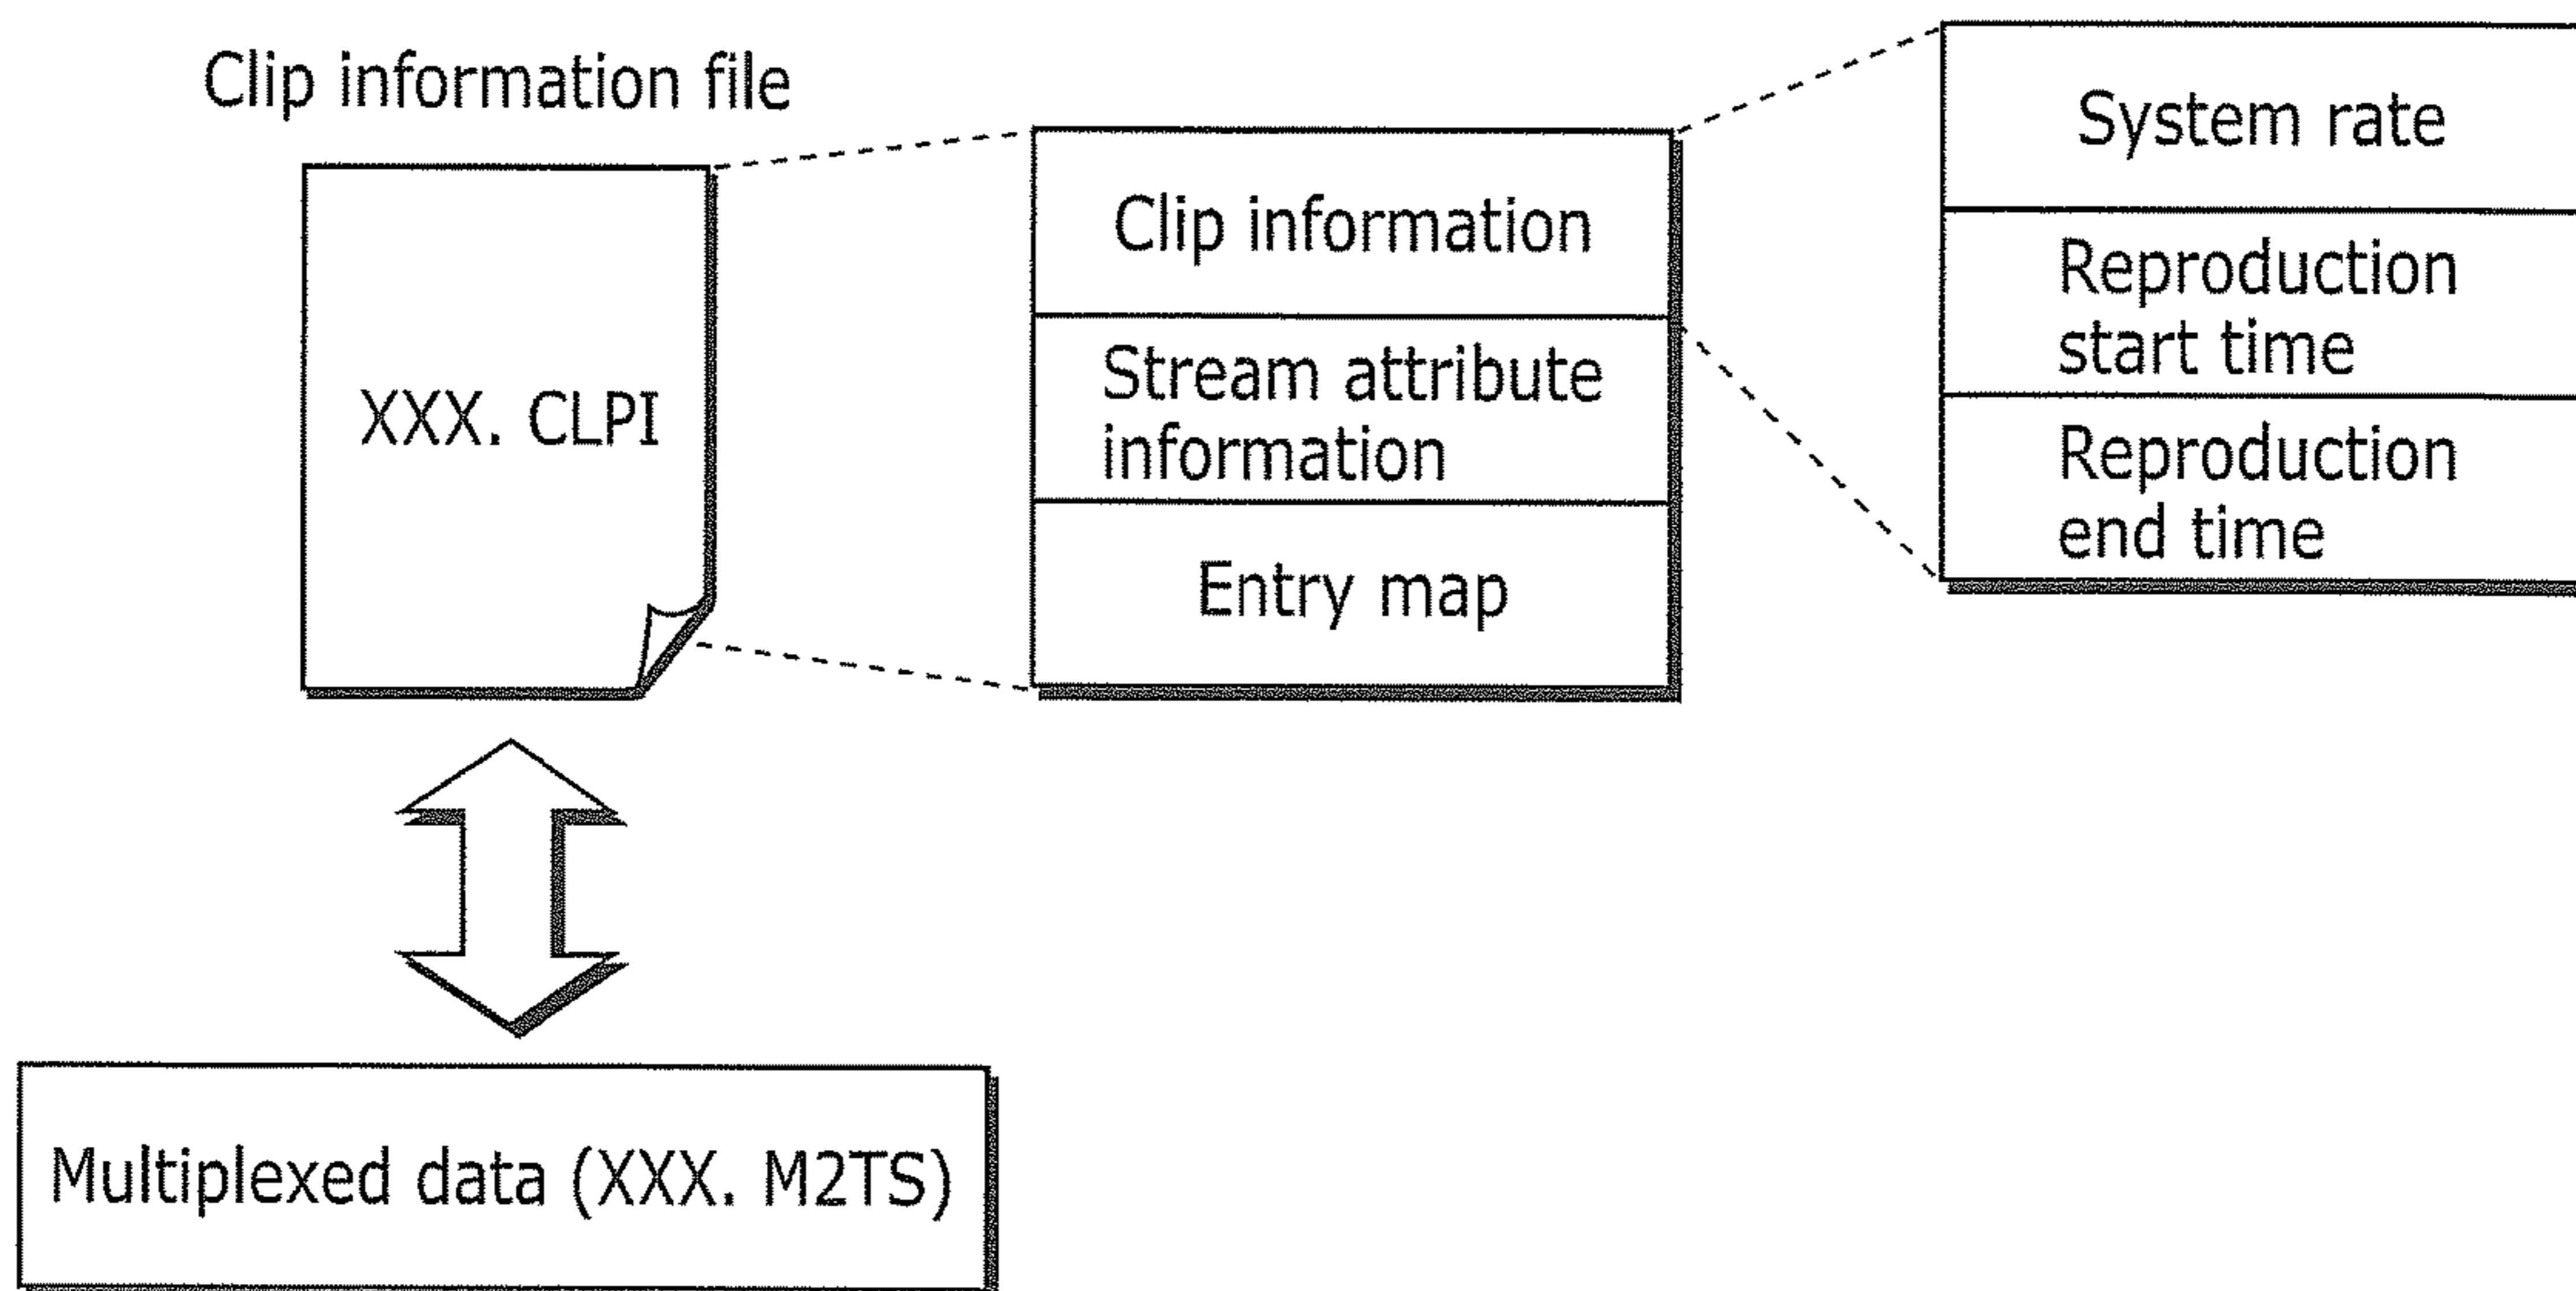 Clip information file
XXX. CLPI
Clip information
Stream attribute
information
Entry map
System rate
Reproduction
start time
Reproduction
end time
Multiplexed data (XXX. M2TS)